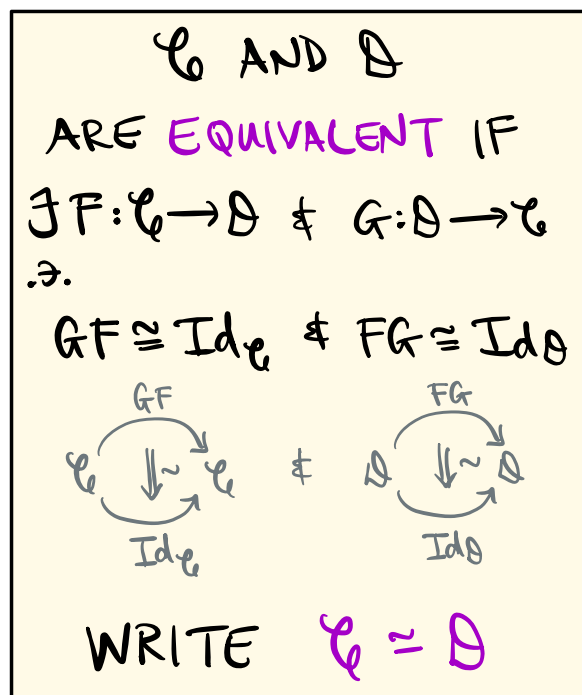 𝒞 AND 𝒟
ARE EQUIVALENT IF
∃ F: 𝒞 → 𝒟 & G: 𝒟 → 𝒞
.∋.
GF ≅ Id𝒞 & FG ≅ Id𝒟
GF FG
𝒞 ⇓~ 𝒞 & 𝒟 ⇓~ 𝒟
Id𝒞 Id𝒟
WRITE 𝒞 ≃ 𝒟